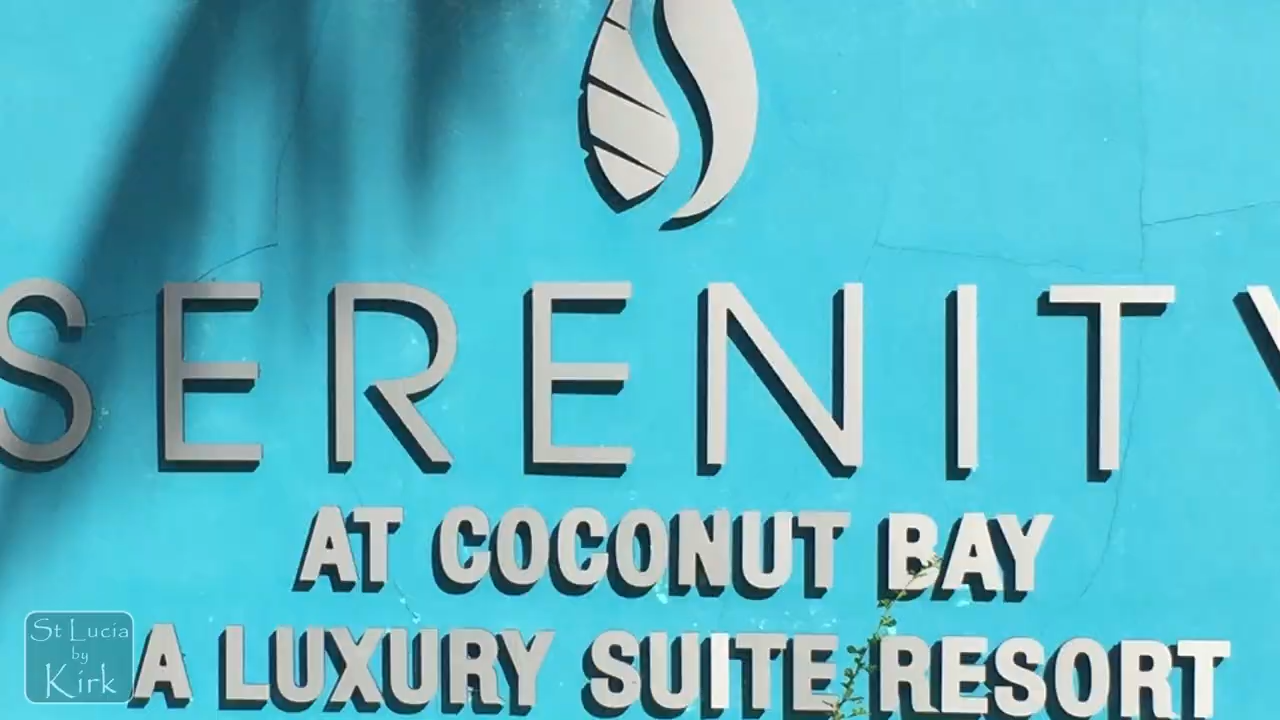 SERENITY
AT COCONUT BAY
A LUXURY SUITE RESORT
St Lucia
by
Kirk